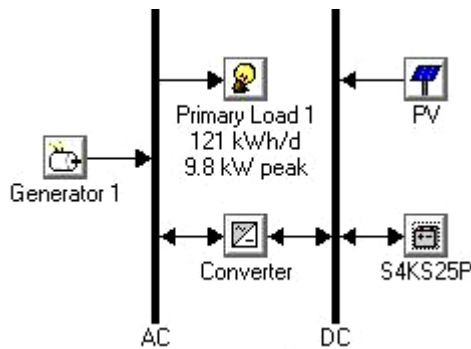 Primary Load 1
121 kWh/d
9.8 kW peak
PV
Generator 1
Converter
S4KS25P
AC
DC